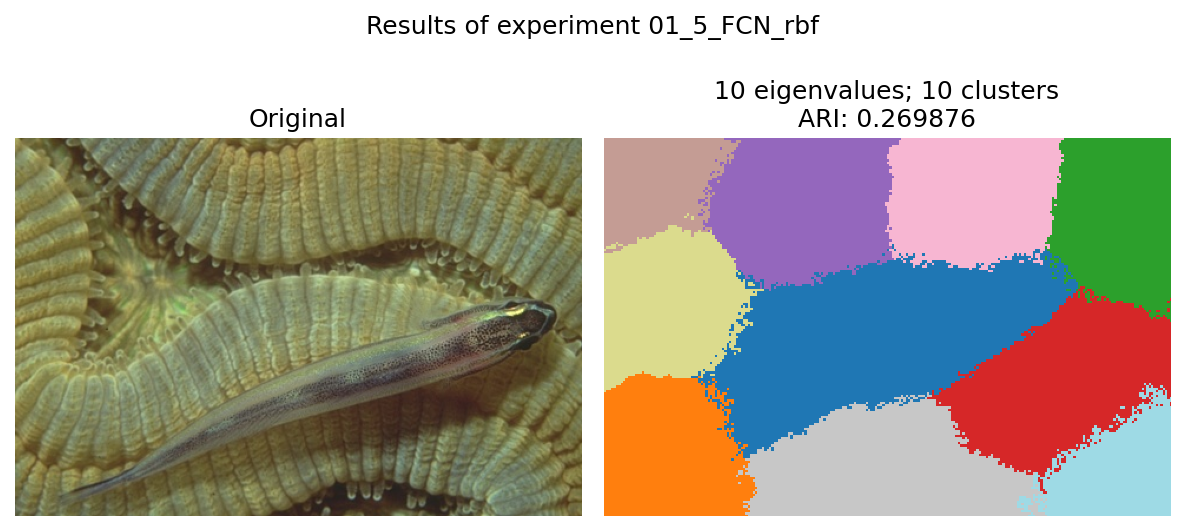 Results of experiment 01_5_FCN_rbf
Original
10 eigenvalues; 10 clusters
ARI: 0.269876